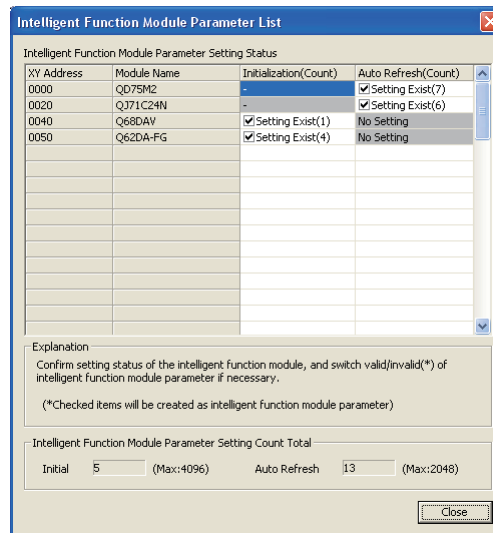 Intelligent Function Module Parameter List
Intelligent Function Module Parameter Setting Status
XY Address Module Name Initialization(Count) Auto Refresh(Count)
0000 QD75M2 - Setting Exist(7)
0020 QJ71C24N - Setting Exist(6)
0040 Q68DAV Setting Exist(1) No Setting
0050 Q62DA-FG Setting Exist(4) No Setting
Explanation
Confirm setting status of the intelligent function module, and switch valid/invalid(*) of
intelligent function module parameter if necessary.
(*Checked items will be created as intelligent function module parameter)
Intelligent Function Module Parameter Setting Count Total
Initial 5 (Max:4096) Auto Refresh 13 (Max:2048)
Close